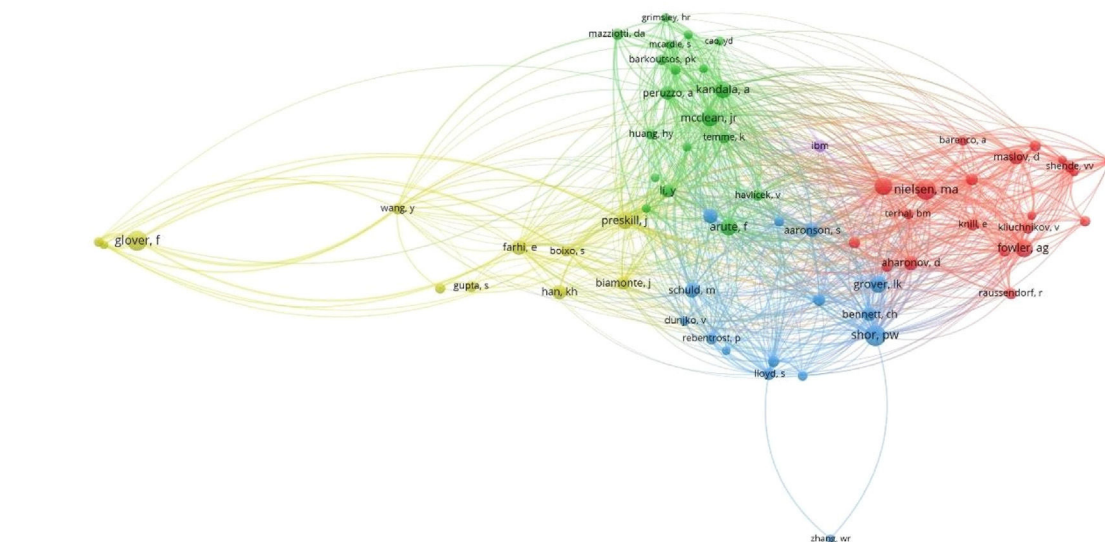 grimsley, hr
mazziotti, da
mcardle, s
cao, yd
barkoutsos, pk
peruzzo, a
kandala, a
mcclean, jr
huang, hy
temme, k
ibm
barenco, a
maslov, d
shende, vv
li, y
havlicek, v
nielsen, ma
wang, y
terhal, bm
preskill, j
arute, f
aaronson, s
knill, e
kliuchnikov, v
glover, f
farhi, e
boixo, s
fowler, ag
aharonov, d
gupta, s
han, kh
biamonte, j
schuld, m
grover, lk
raussendorf, r
dunjko, v
bennett, ch
rebentrost, p
shor, pw
lloyd, s
zhang, wr